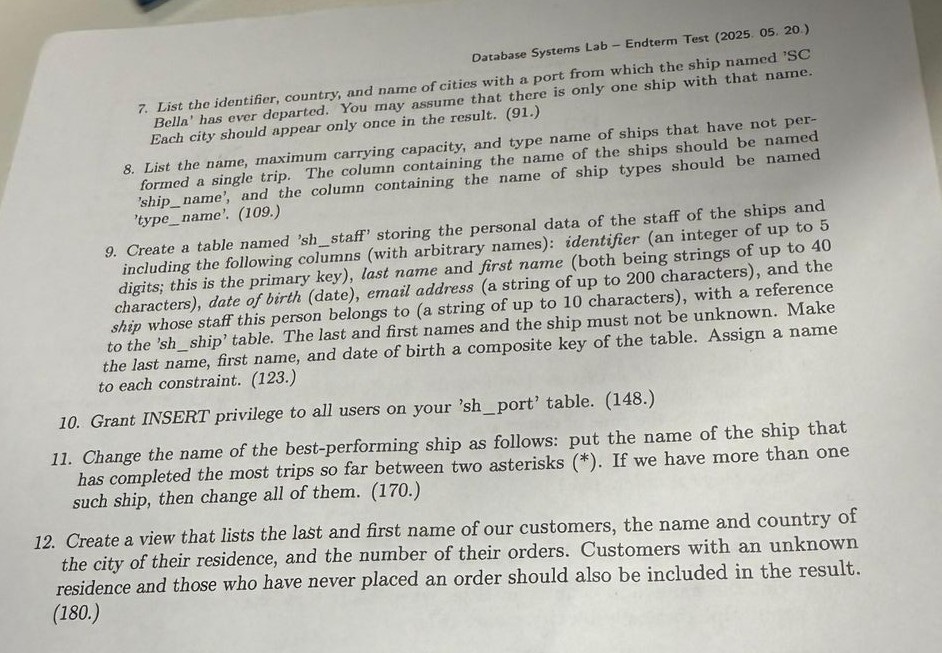 Database Systems Lab – Endterm Test (2025. 05. 20.)
7. List the identifier, country, and name of cities with a port from which the ship named 'SC
Bella' has ever departed. You may assume that there is only one ship with that name.
Each city should appear only once in the result. (91.)
8. List the name, maximum carrying capacity, and type name of ships that have not per-
formed a single trip. The column containing the name of the ships should be named
'ship_name', and the column containing the name of ship types should be named
'type_name'. (109.)
9. Create a table named 'sh_staff' storing the personal data of the staff of the ships and
including the following columns (with arbitrary names): identifier (an integer of up to 5
digits; this is the primary key), last name and first name (both being strings of up to 40
characters), date of birth (date), email address (a string of up to 200 characters), and the
ship whose staff this person belongs to (a string of up to 10 characters), with a reference
to the 'sh_ship' table. The last and first names and the ship must not be unknown. Make
the last name, first name, and date of birth a composite key of the table. Assign a name
to each constraint. (123.)
10. Grant INSERT privilege to all users on your 'sh_port' table. (148.)
11. Change the name of the best-performing ship as follows: put the name of the ship that
has completed the most trips so far between two asterisks (*). If we have more than one
such ship, then change all of them. (170.)
12. Create a view that lists the last and first name of our customers, the name and country of
the city of their residence, and the number of their orders. Customers with an unknown
residence and those who have never placed an order should also be included in the result.
(180.)